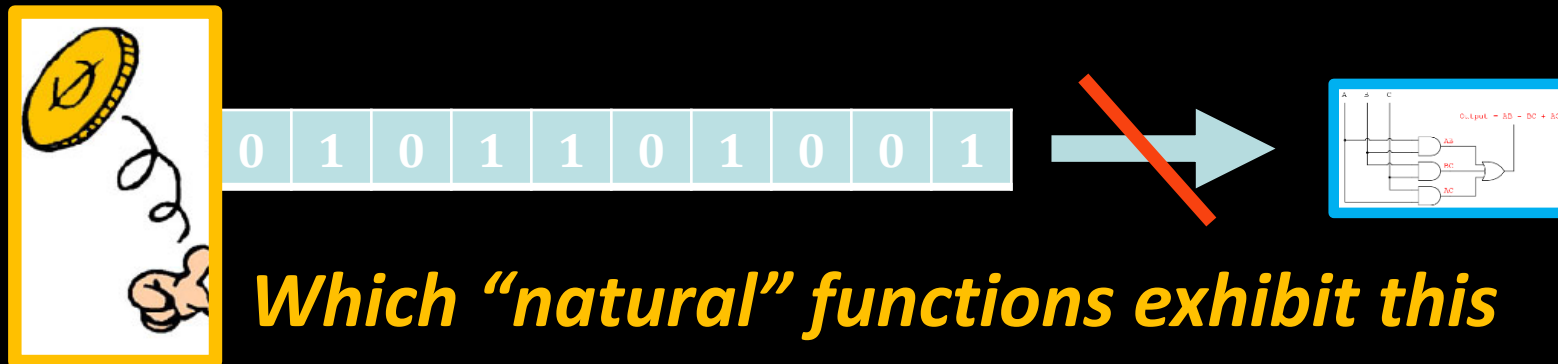 0 1 0 1 1 0 1 0 0 1
A B C
Output = AB + BC + AC
AB
BC
AC
Which “natural” functions exhibit this